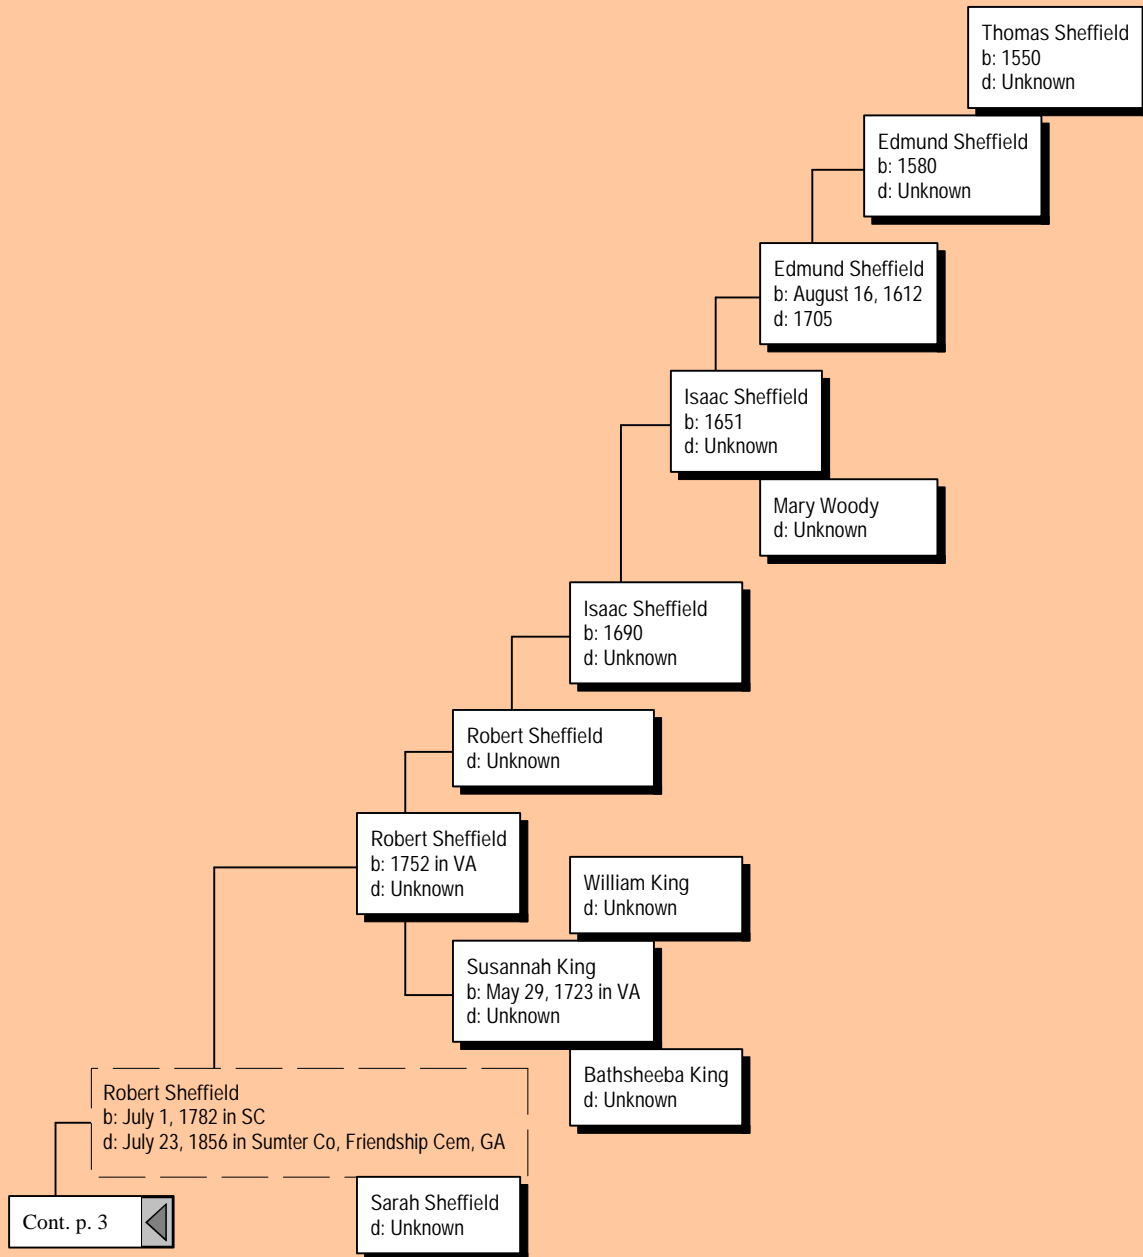 Thomas Sheffield
b: 1550
d: Unknown
Edmund Sheffield
b: 1580
d: Unknown
Edmund Sheffield
b: August 16, 1612
d: 1705
Isaac Sheffield
b: 1651
d: Unknown
Mary Woody
d: Unknown
Isaac Sheffield
b: 1690
d: Unknown
Robert Sheffield
d: Unknown
Robert Sheffield
b: 1752 in VA
d: Unknown
William King
d: Unknown
Susannah King
b: May 29, 1723 in VA
d: Unknown
Bathsheeba King
d: Unknown
Robert Sheffield
b: July 1, 1782 in SC
d: July 23, 1856 in Sumter Co, Friendship Cem, GA
Sarah Sheffield
d: Unknown
Cont. p. 3